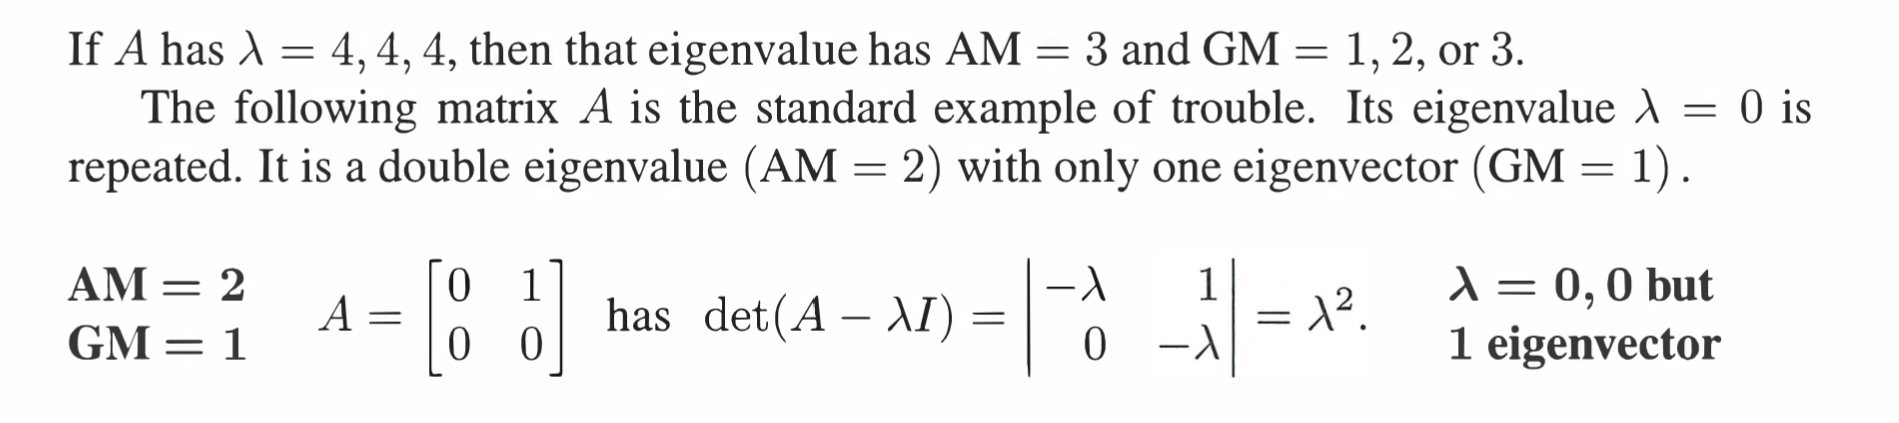 If A has λ = 4, 4, 4, then that eigenvalue has AM = 3 and GM = 1, 2, or 3.
The following matrix A is the standard example of trouble. Its eigenvalue λ = 0 is
repeated. It is a double eigenvalue (AM = 2) with only one eigenvector (GM = 1).
AM = 2
GM = 1
A = [0 1; 0 0] has det(A − λI) = |−λ 1; 0 −λ| = λ².
λ = 0, 0 but
1 eigenvector